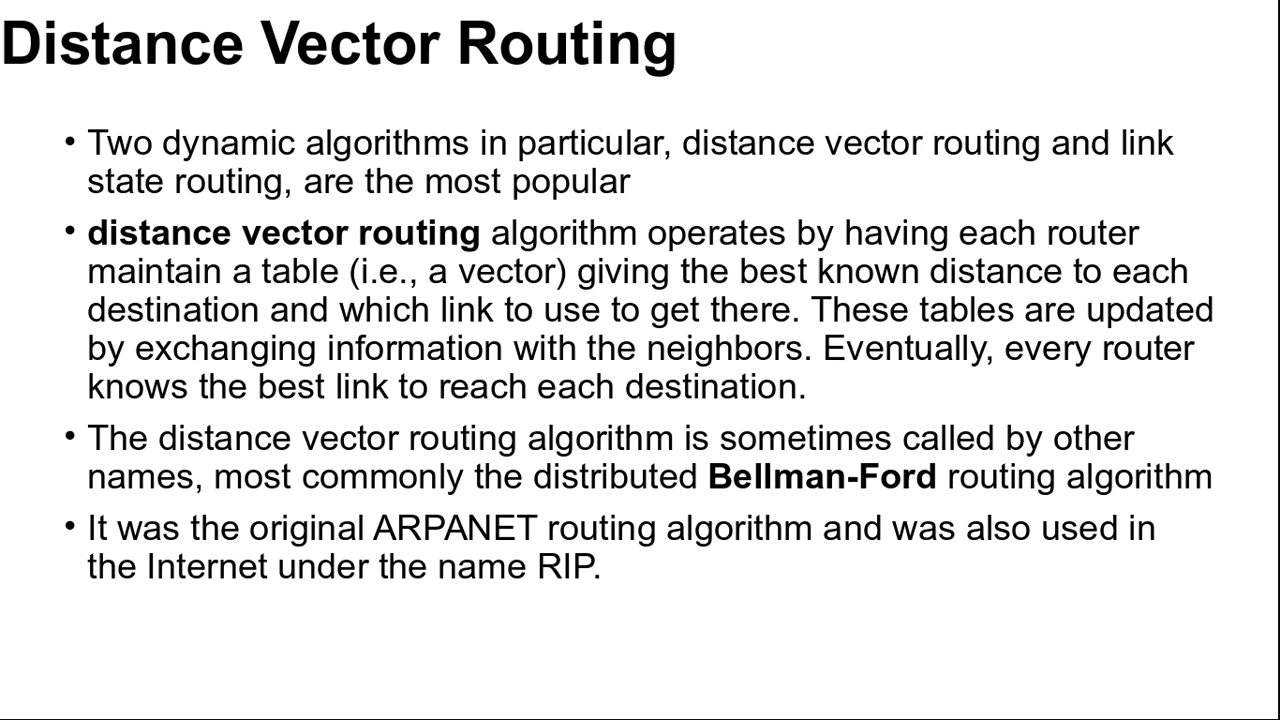 Distance Vector Routing
• Two dynamic algorithms in particular, distance vector routing and link
state routing, are the most popular
• distance vector routing algorithm operates by having each router
maintain a table (i.e., a vector) giving the best known distance to each
destination and which link to use to get there. These tables are updated
by exchanging information with the neighbors. Eventually, every router
knows the best link to reach each destination.
• The distance vector routing algorithm is sometimes called by other
names, most commonly the distributed Bellman-Ford routing algorithm
• It was the original ARPANET routing algorithm and was also used in
the Internet under the name RIP.